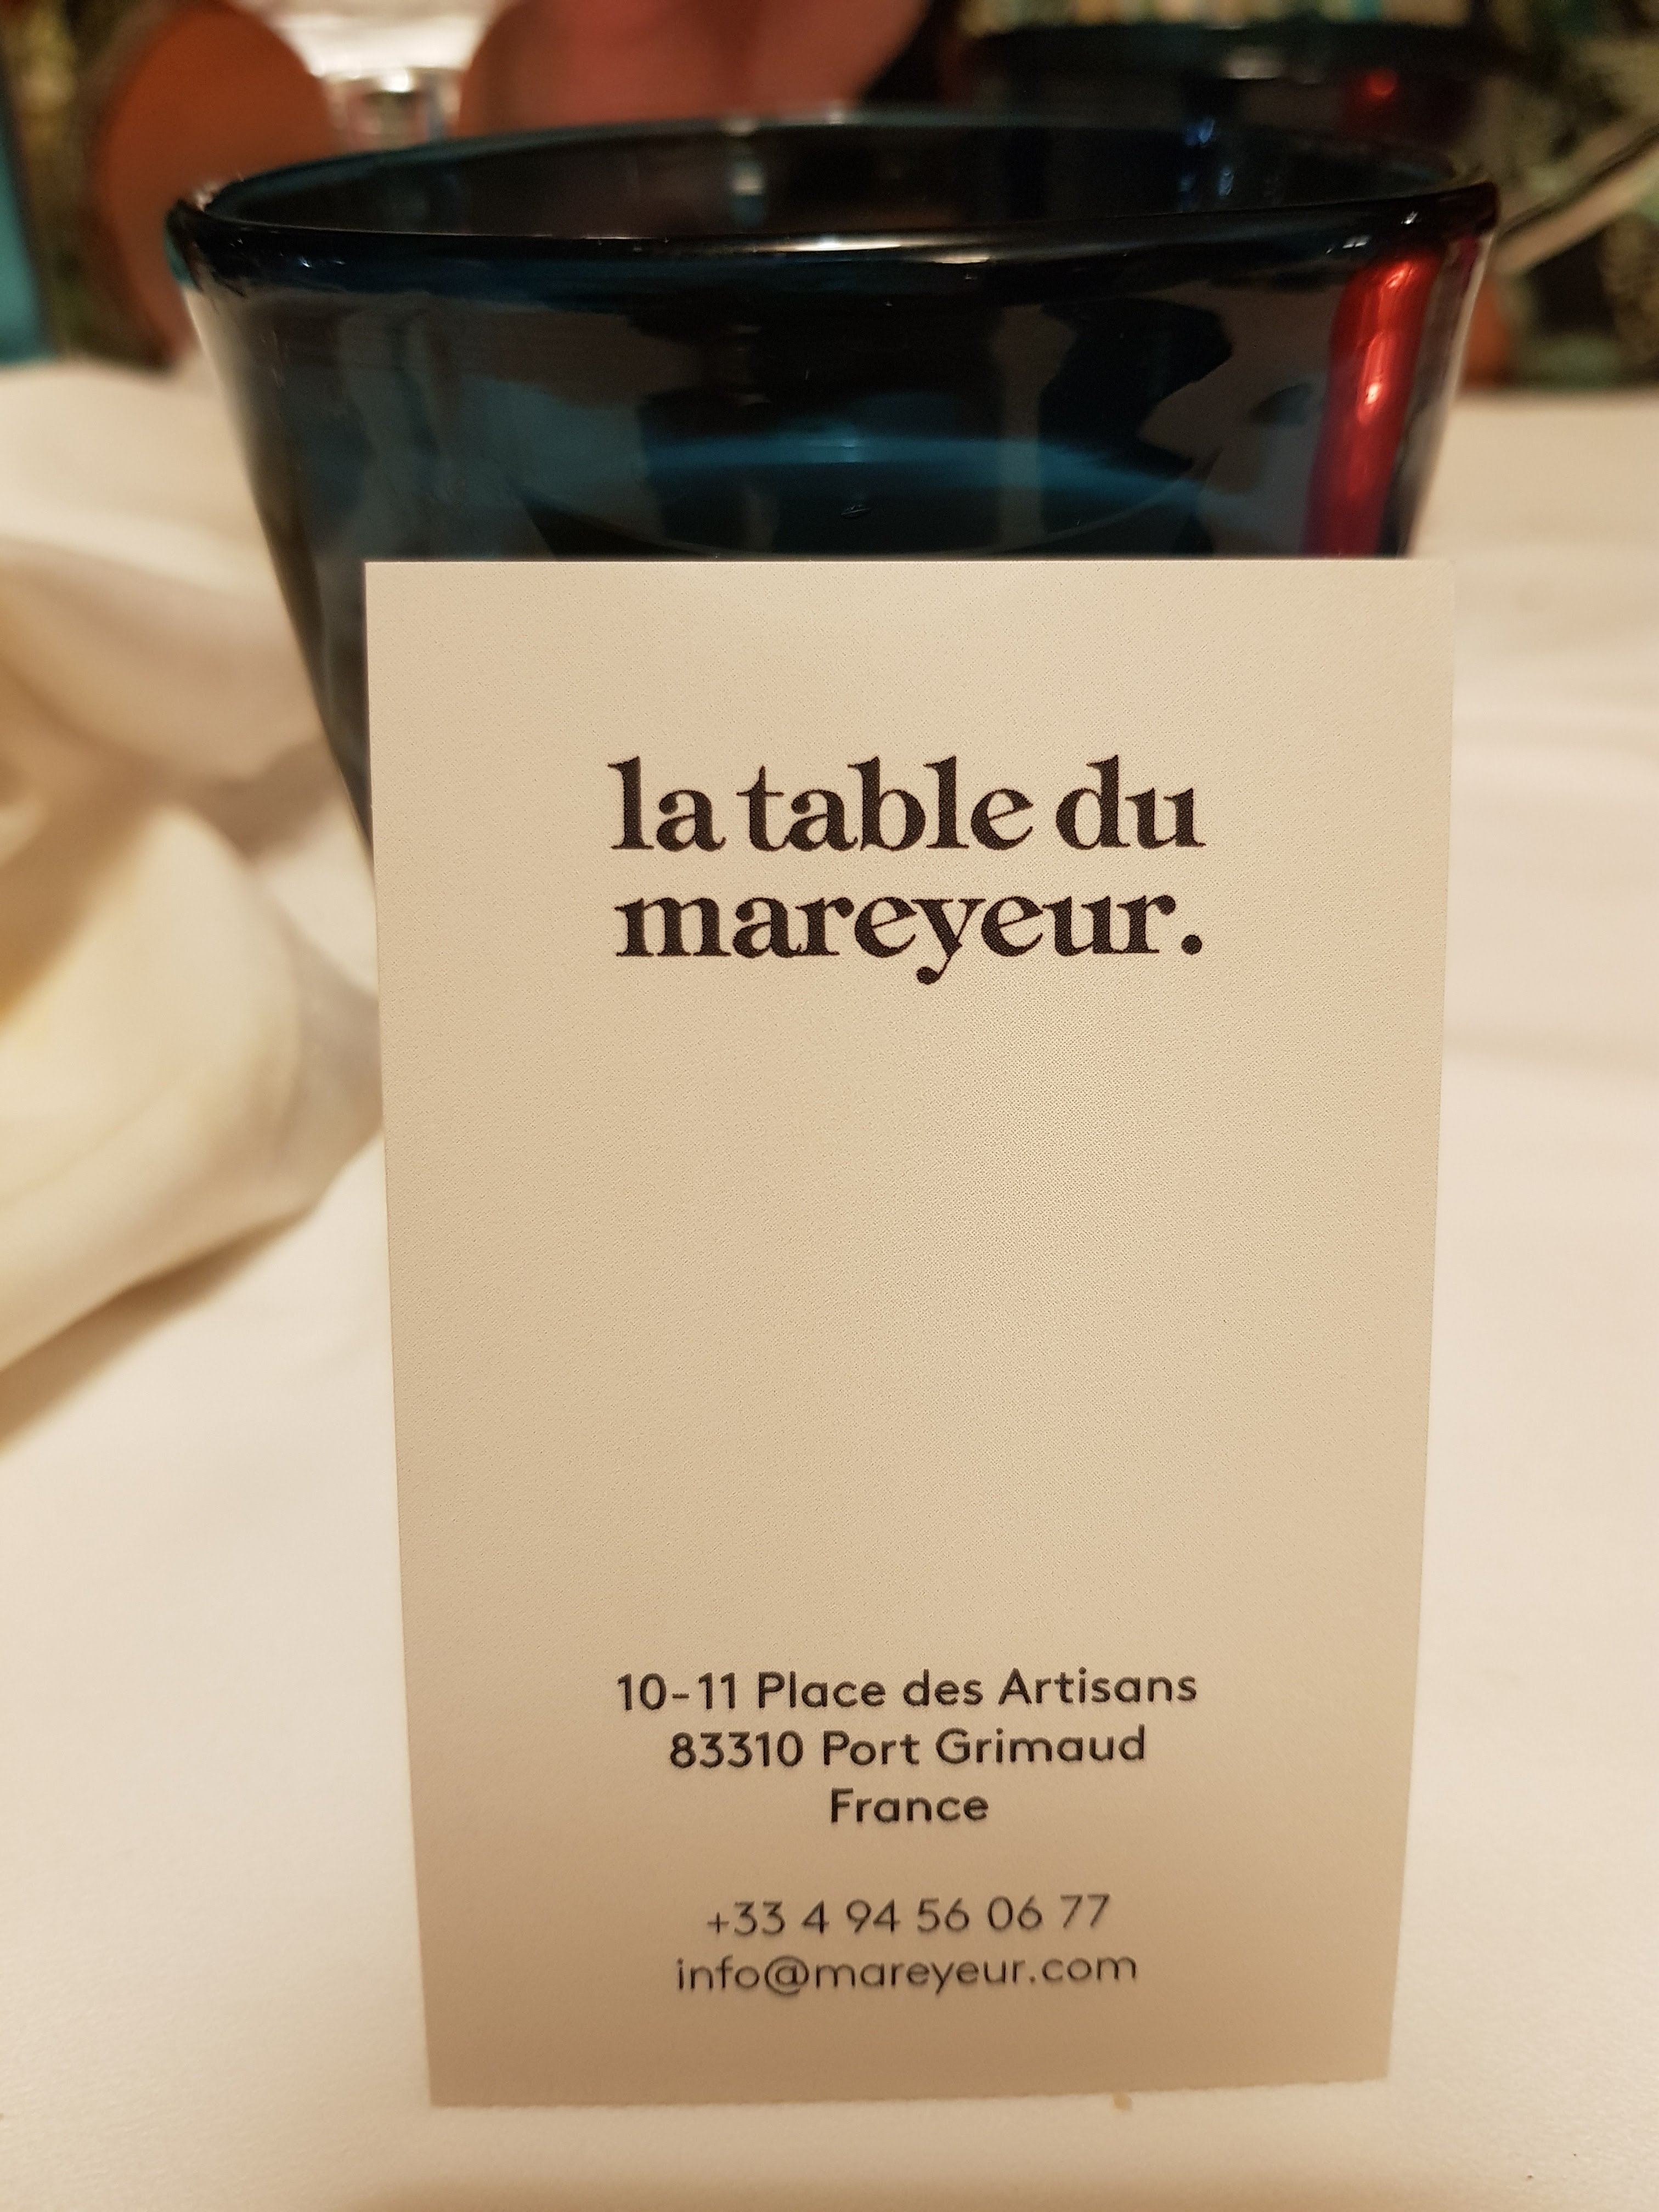 la table du
mareyeur.
10-11 Place des Artisans
83310 Port Grimaud
France
+33 4 94 56 06 77
info@mareyeur.com